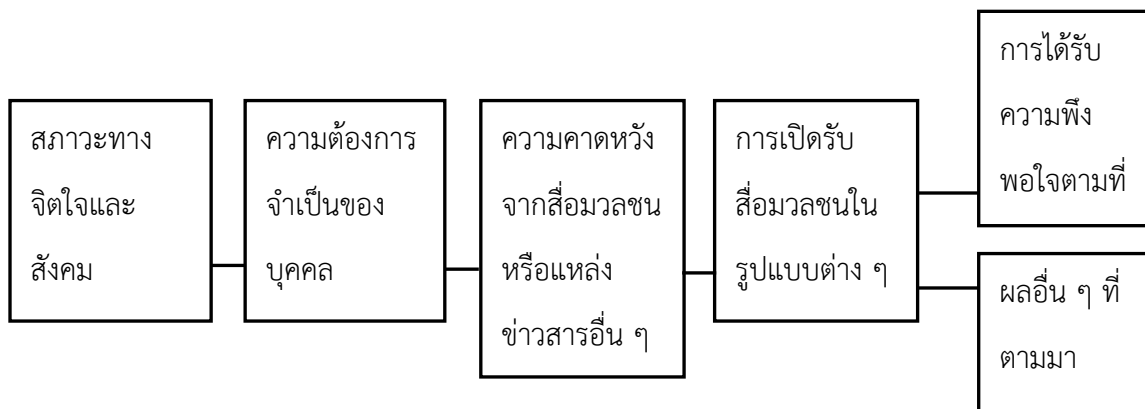 สภาวะทาง
จิตใจและ
สังคม
ความต้องการ
จำเป็นของ
บุคคล
ความคาดหวัง
จากสื่อมวลชน
หรือแหล่ง
ข่าวสารอื่น ๆ
การเปิดรับ
สื่อมวลชนใน
รูปแบบต่าง ๆ
การได้รับ
ความพึง
พอใจตามที่
ผลอื่น ๆ ที่
ตามมา